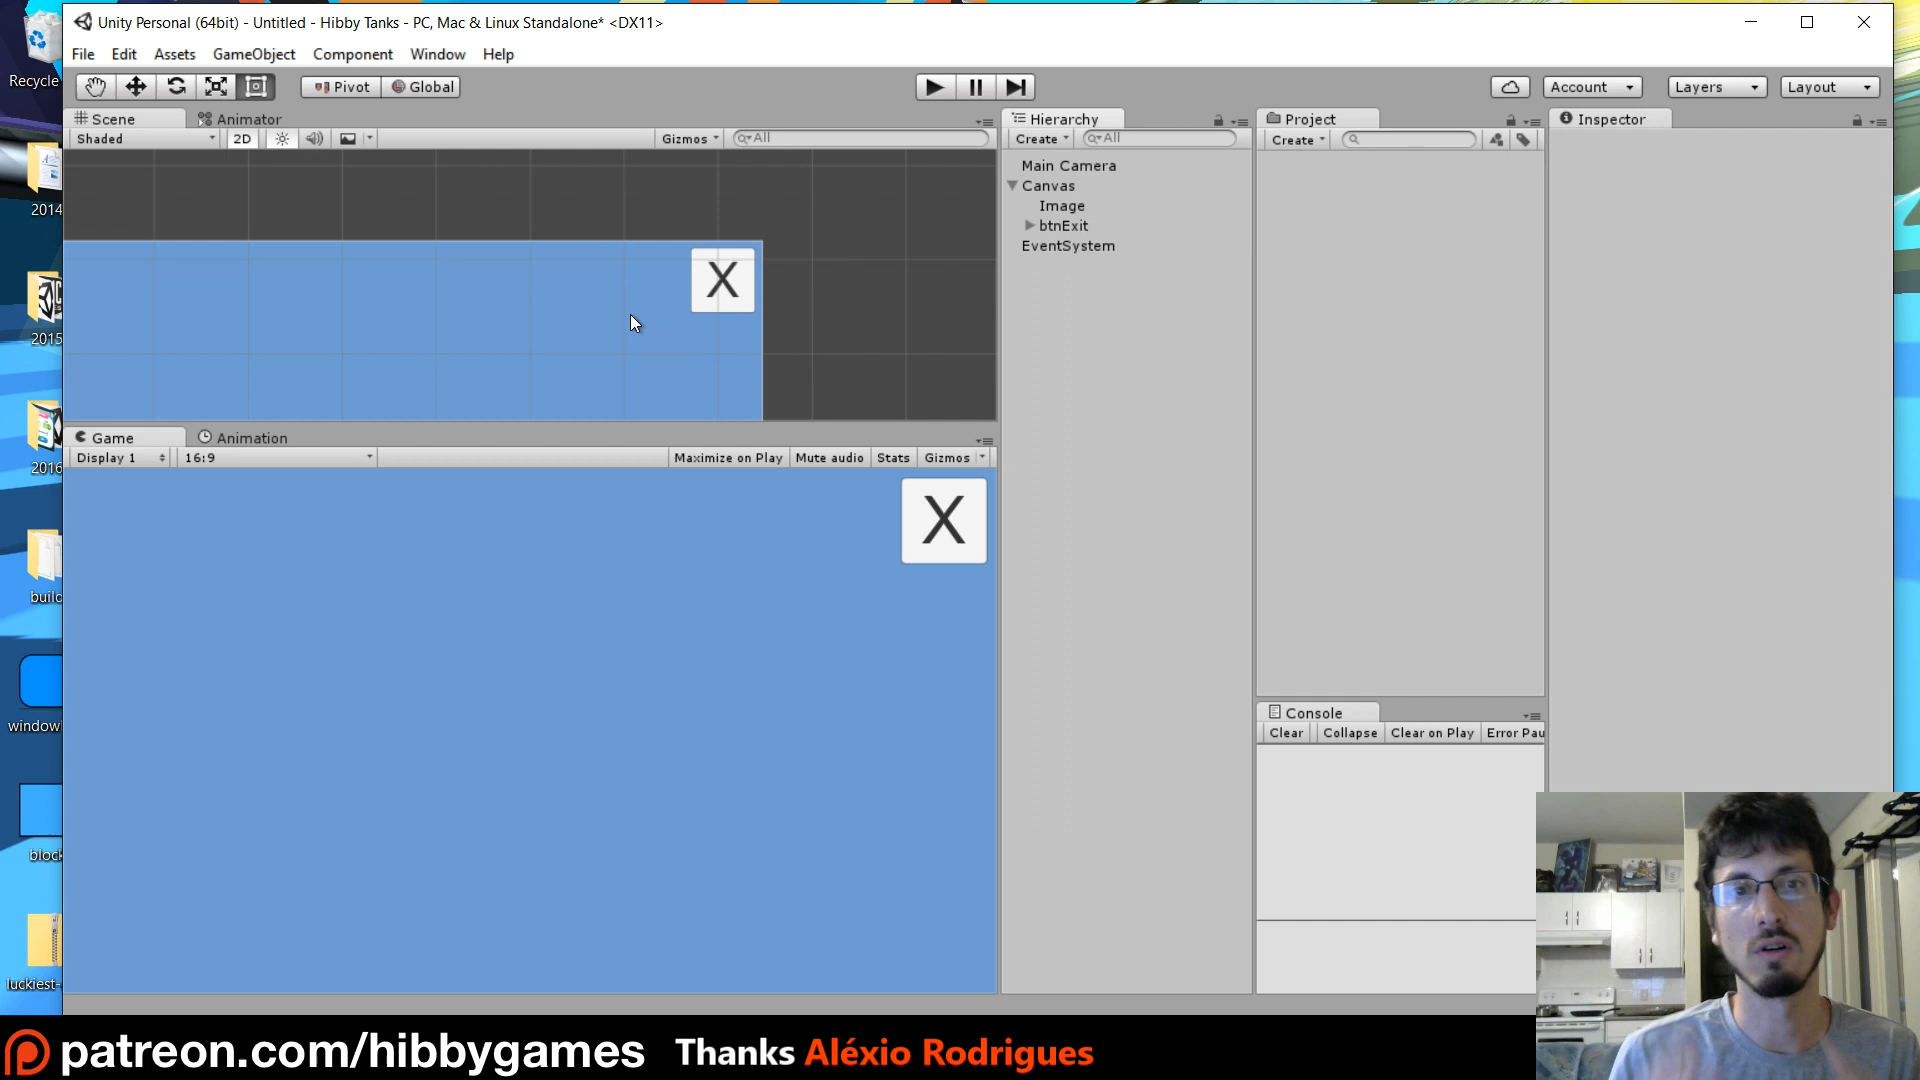 Unity Personal (64bit) - Untitled - Hibby Tanks - PC, Mac & Linux Standalone* <DX11>
File Edit Assets GameObject Component Window Help
Recycle
Pivot Global Account Layers Layout
Scene Animator Hierarchy Project Inspector
Shaded 2D Gizmos All Create All Create
Main Camera
Canvas
Image
btnExit
EventSystem
X
2014
2015
2016
Game Animation
Display 1 16:9 Maximize on Play Mute audio Stats Gizmos
X
build
window
block
luckiest-
Console
Clear Collapse Clear on Play Error Pau
patreon.com/hibbygames Thanks Aléxio Rodrigues